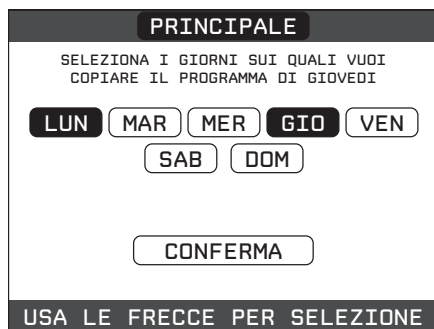 PRINCIPALE
SELEZIONA I GIORNI SUI QUALI VUOI
COPIARE IL PROGRAMMA DI GIOVEDI
LUN MAR MER GIO VEN
SAB DOM
CONFERMA
USA LE FRECCE PER SELEZIONE